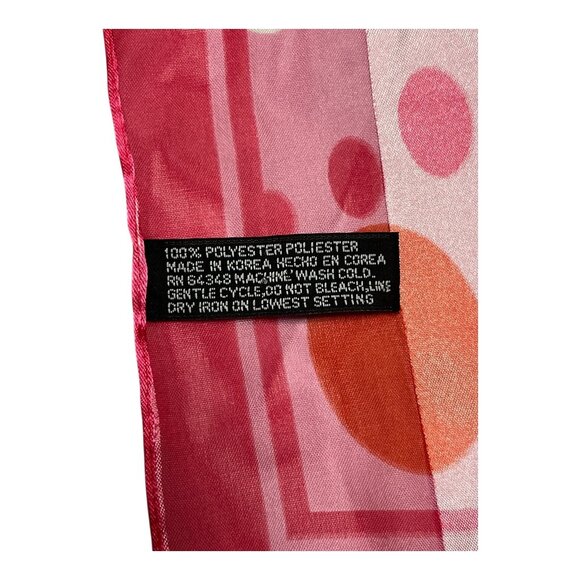 100% POLYESTER POLIESTER
MADE IN KOREA HECHO EN COREA
RN 64348 MACHINE WASH COLD.
GENTLE CYCLE,DO NOT BLEACH,LINE
DRY IRON ON LOWEST SETTING